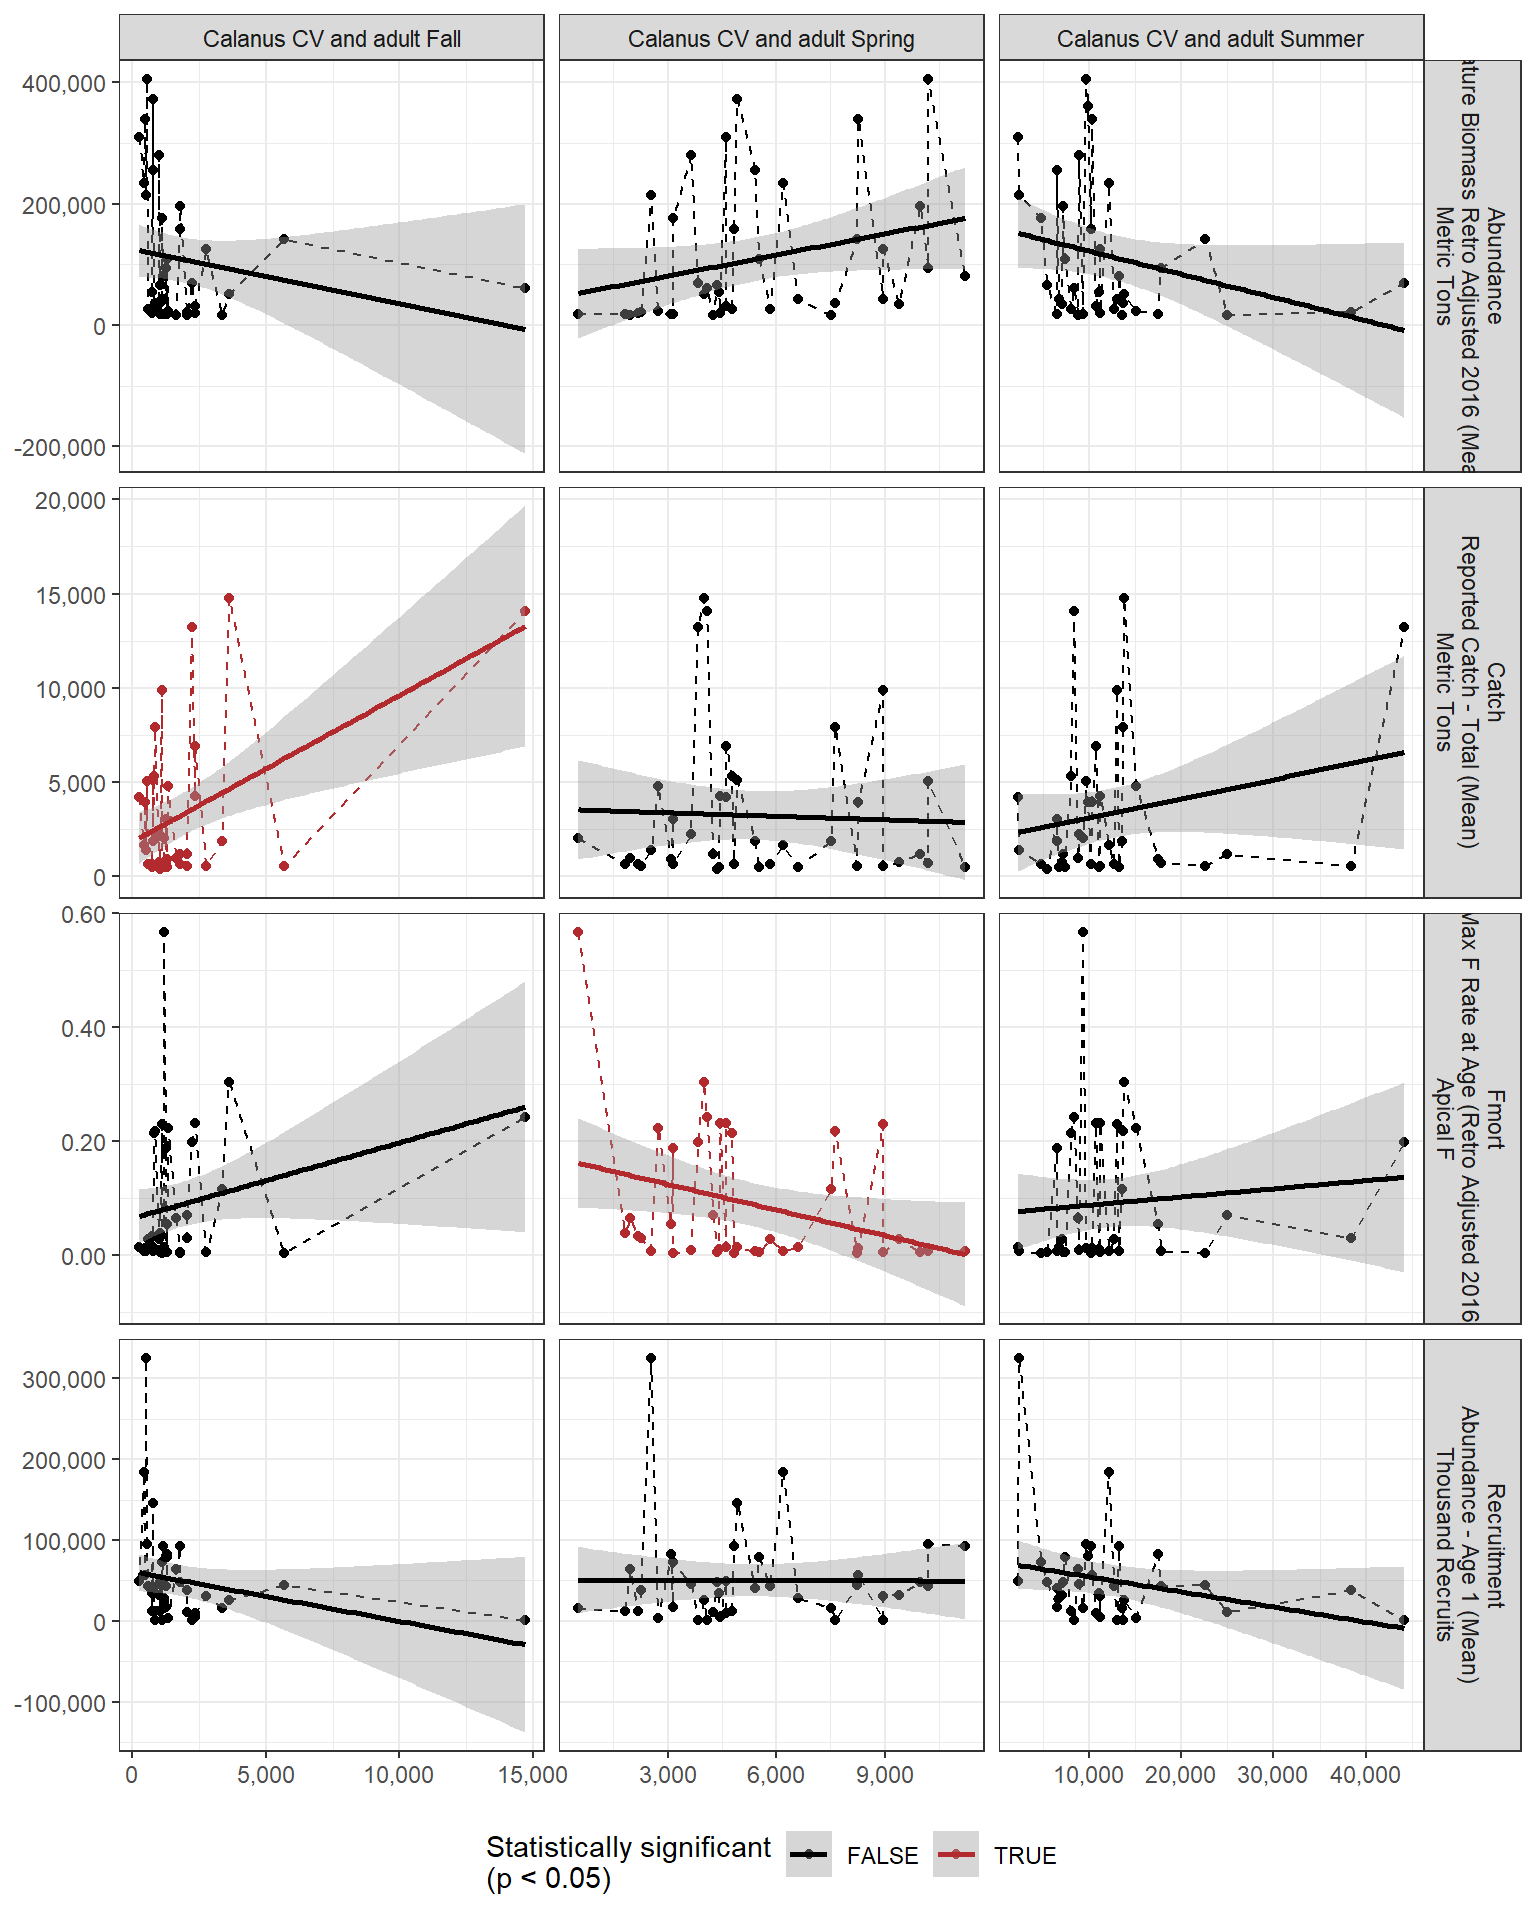 Calanus CV and adult Fall
Calanus CV and adult Spring
Calanus CV and adult Summer
400,000
200,000
0
-200,000
Abundance
Biomass Retro Adjusted 2016
Metric Tons
20,000
15,000
10,000
5,000
0
Catch
Reported Catch - Total (Mean)
Metric Tons
0.60
0.40
0.20
0.00
Fmort
Max F Rate at Age (Retro Adjusted 2016
Apical F
300,000
200,000
100,000
0
-100,000
Recruitment
Abundance - Age 1 (Mean)
Thousand Recruits
0 5,000 10,000 15,000
3,000 6,000 9,000
10,000 20,000 30,000 40,000
Statistically significant
(p < 0.05)
FALSE
TRUE